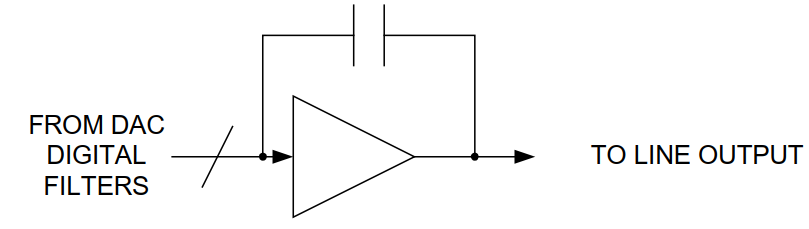 FROM DAC
DIGITAL
FILTERS
TO LINE OUTPUT